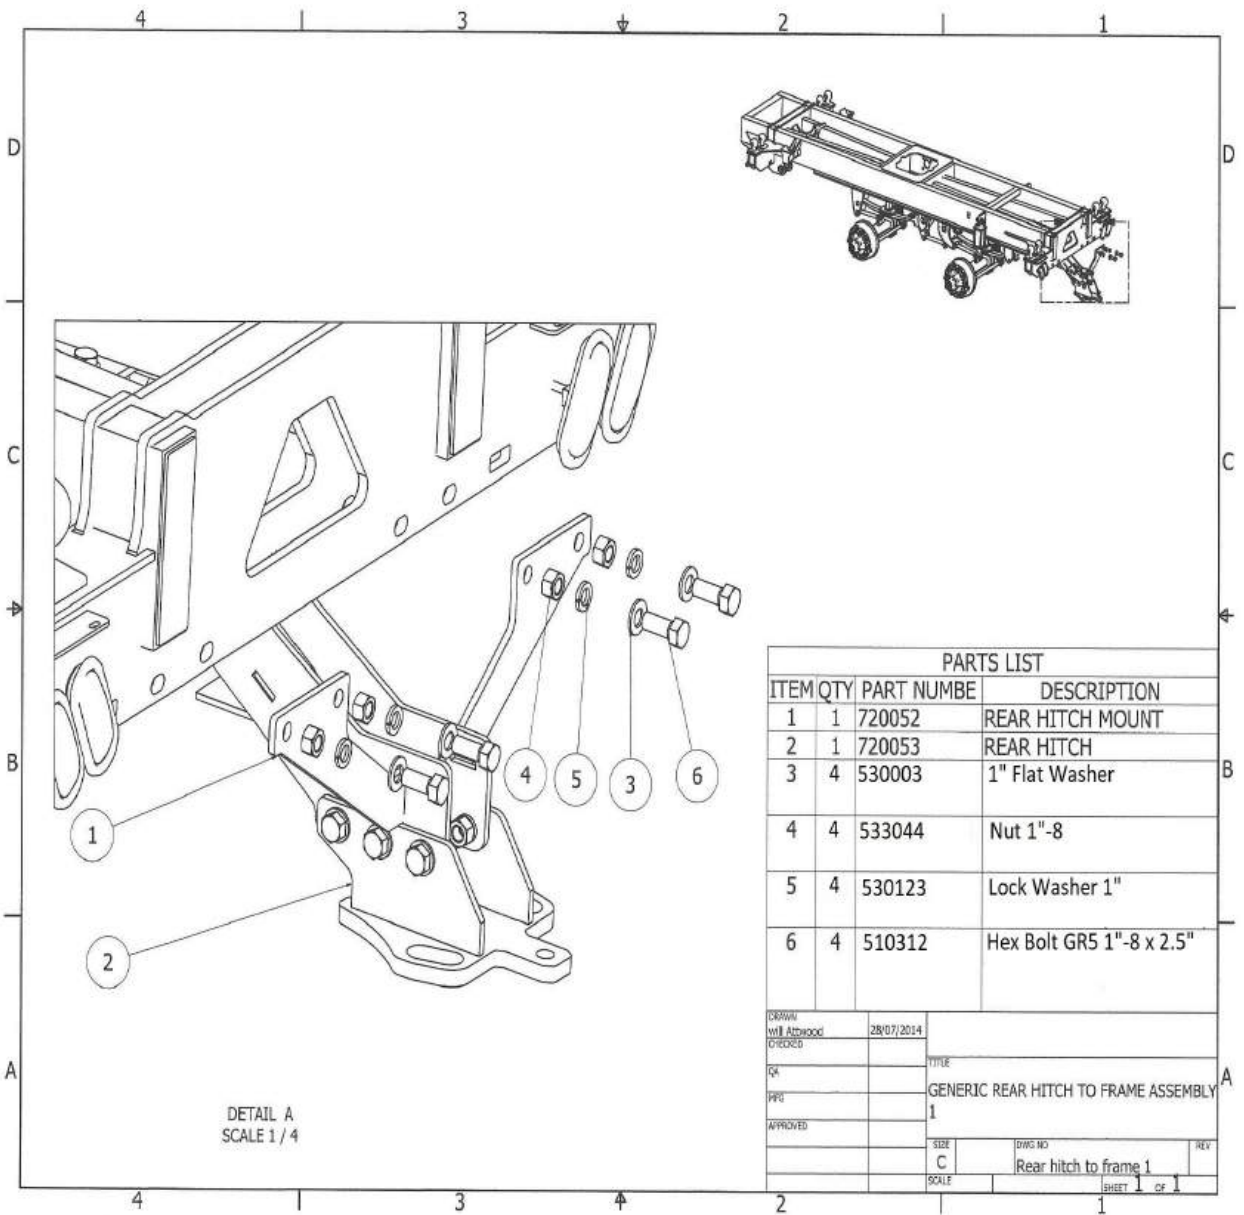 4 3 2 1
D D
C C
B B
A A
4 5 3 6
1
2
DETAIL A
SCALE 1 / 4
PARTS LIST
ITEM QTY PART NUMBE DESCRIPTION
1 1 720052 REAR HITCH MOUNT
2 1 720053 REAR HITCH
3 4 530003 1" Flat Washer
4 4 533044 Nut 1"-8
5 4 530123 Lock Washer 1"
6 4 510312 Hex Bolt GR5 1"-8 x 2.5"
DRAWN
will Attwood 28/07/2014
CHECKED
QA
MFG
APPROVED
TITLE
GENERIC REAR HITCH TO FRAME ASSEMBLY
1
SIZE
C
DWG NO
Rear hitch to frame 1
REV
SCALE
SHEET 1 OF 1
4 3 2 1